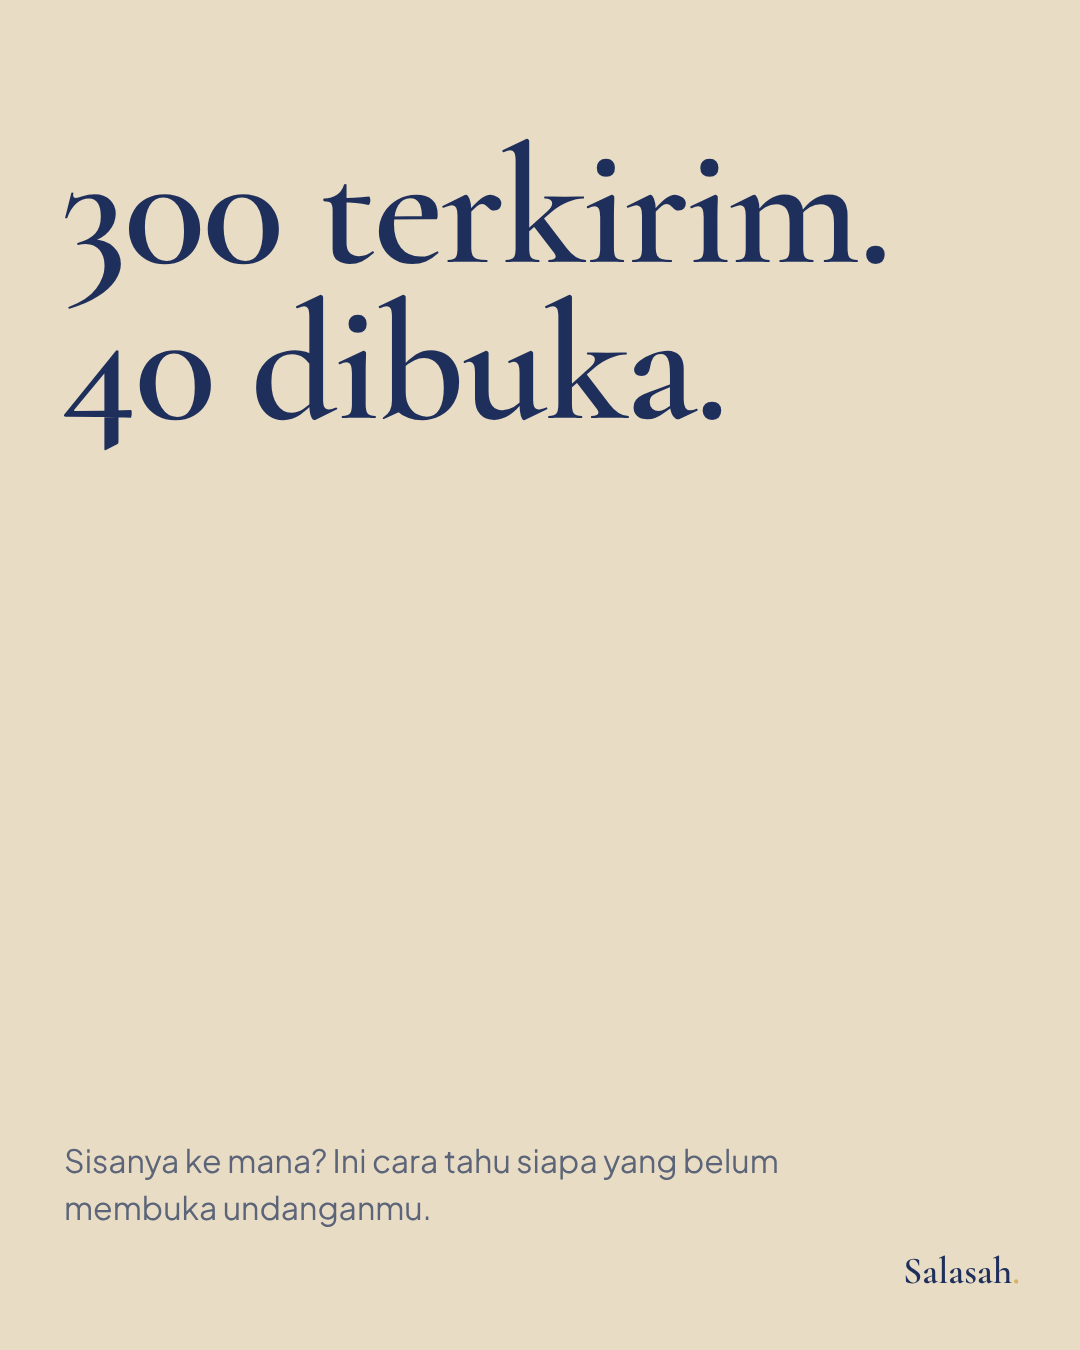 300 terkirim.
40 dibuka.
Sisanya ke mana? Ini cara tahu siapa yang belum
membuka undanganmu.
Salasah.